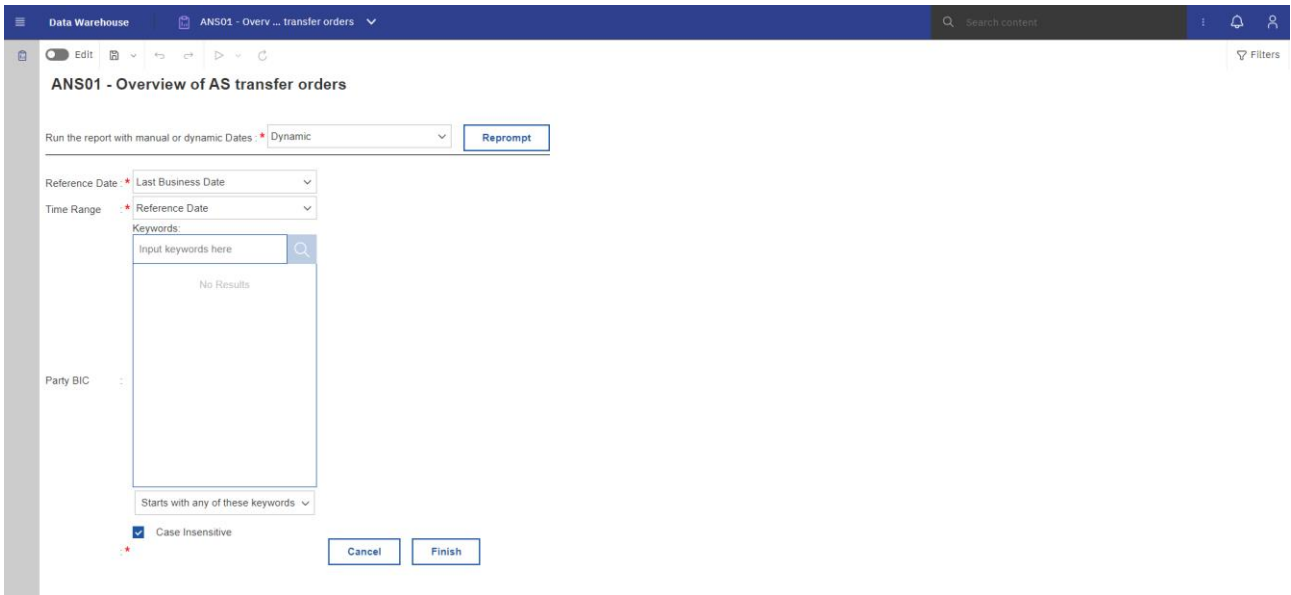 Data Warehouse
ANS01 - Overv ... transfer orders
Search content
Edit
Filters
ANS01 - Overview of AS transfer orders
Run the report with manual or dynamic Dates : * Dynamic
Reprompt
Reference Date : * Last Business Date
Time Range : * Reference Date
Keywords:
Input keywords here
No Results
Party BIC :
Starts with any of these keywords
Case Insensitive
: *
Cancel
Finish